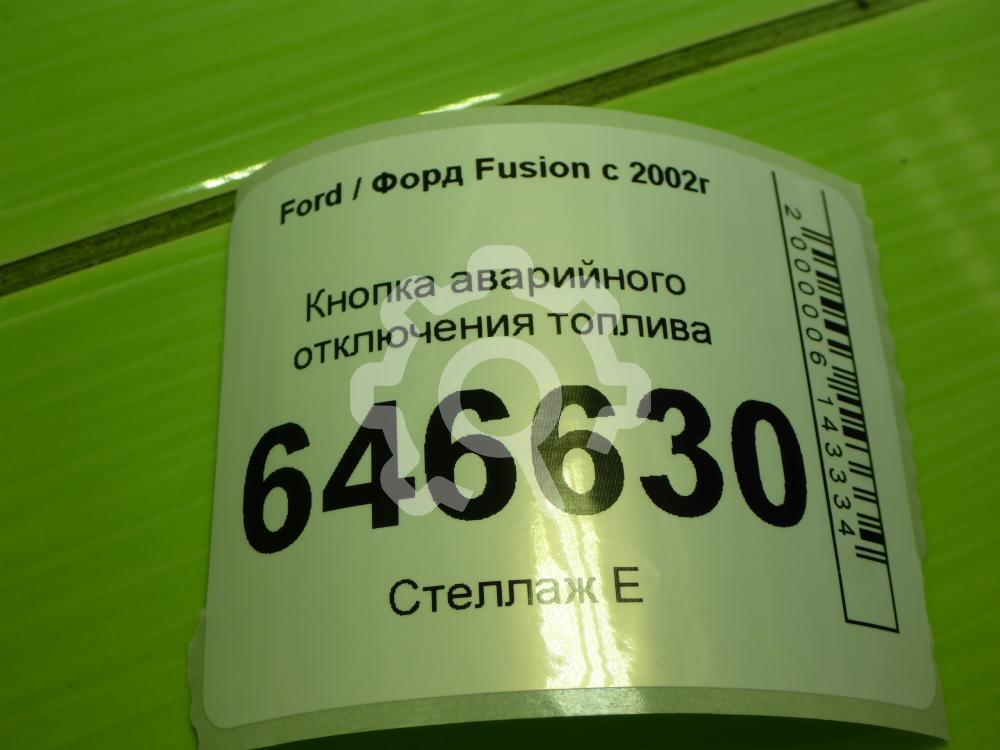 Ford / Форд Fusion с 2002г
Кнопка аварийного
отключения топлива
646630
Стеллаж Е
2000006143334